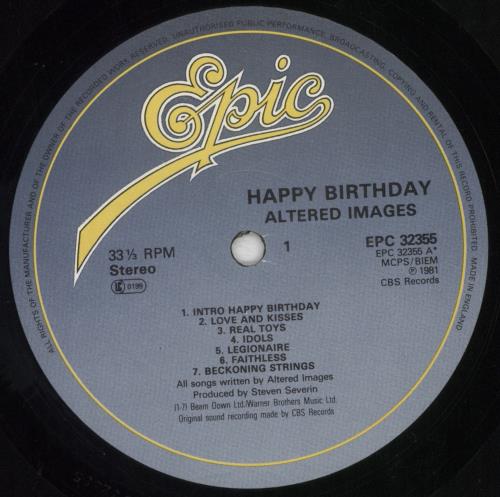 ALL RIGHTS OF THE MANUFACTURER AND OF THE OWNER OF THE RECORDED WORK RESERVED. UNAUTHORISED PUBLIC PERFORMANCE, BROADCASTING, COPYING AND RENTAL OF THIS RECORD PROHIBITED. MADE IN ENGLAND
Epic
HAPPY BIRTHDAY
ALTERED IMAGES
33 ⅓ RPM
Stereo
LC 0199
1
EPC 32355
EPC 32355 A*
MCPS/BIEM
℗ 1981
CBS Records
1. INTRO HAPPY BIRTHDAY
2. LOVE AND KISSES
3. REAL TOYS
4. IDOLS
5. LEGIONAIRE
6. FAITHLESS
7. BECKONING STRINGS
All songs written by Altered Images
Produced by Steven Severin
(1-7) Beam Down Ltd./Warner Brothers Music Ltd.
Original sound recording made by CBS Records